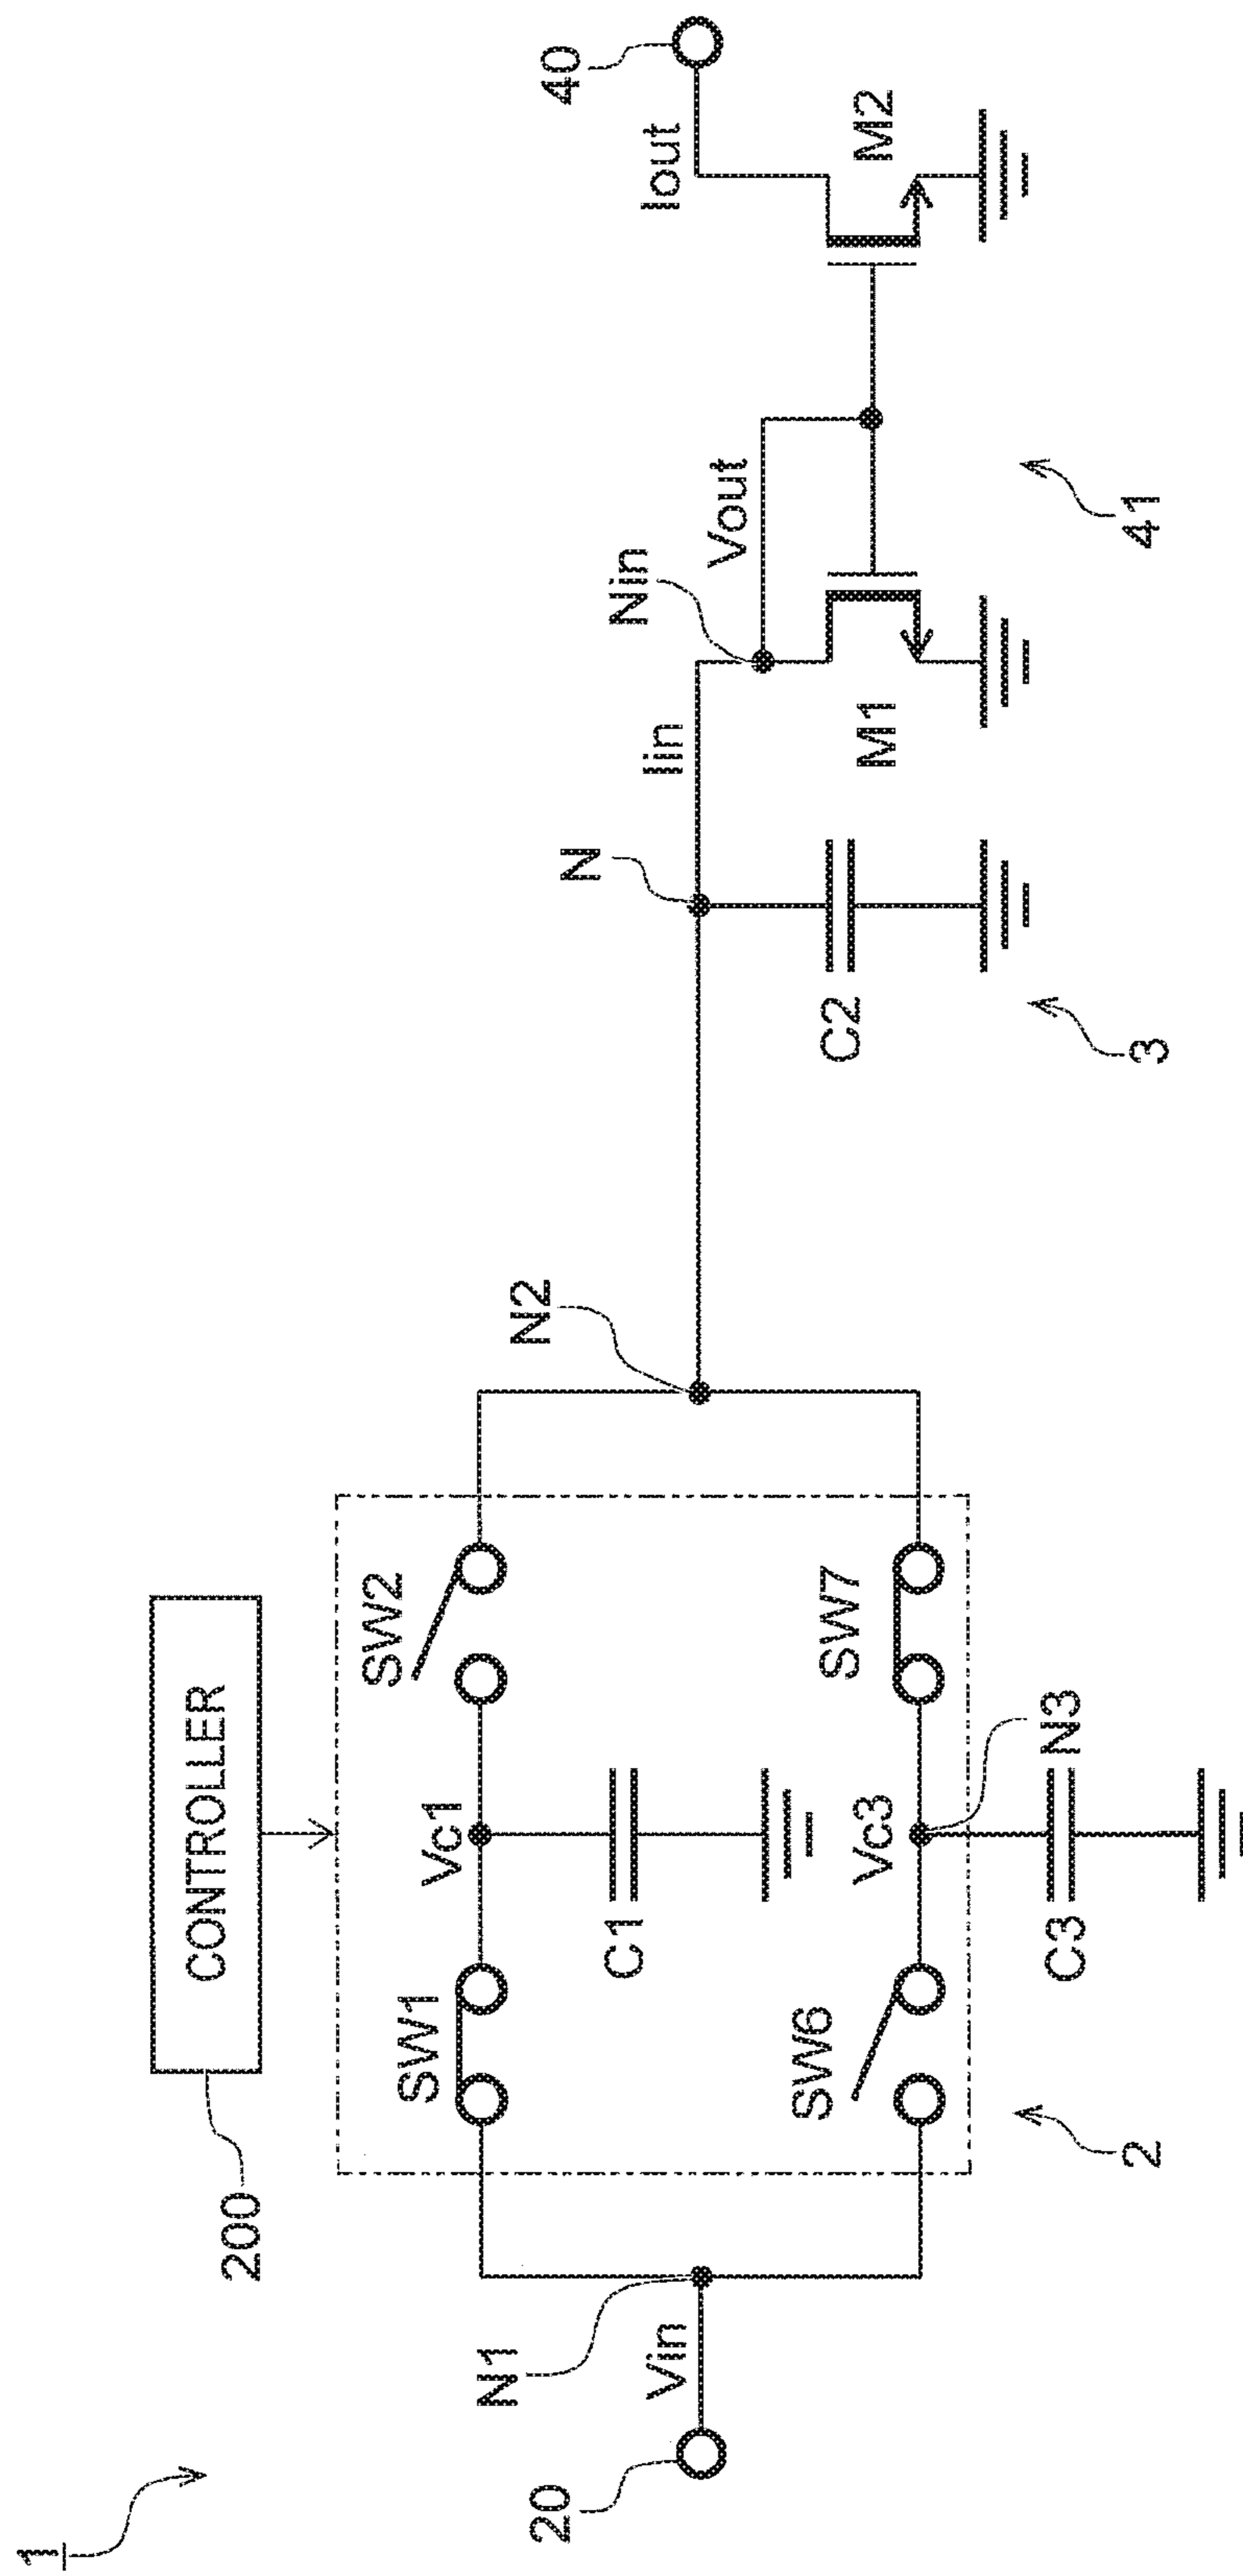 1
200
CONTROLLER
20
Vin
N1
SW1
Vc1
SW2
C1
SW6
Vc3
SW7
N3
C3
2
N2
N
C2
3
Iin
Nin
Vout
M1
41
Iout
40
M2